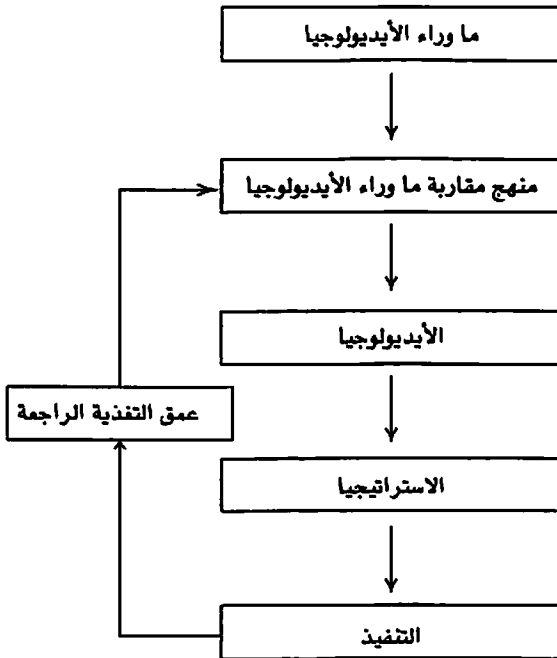 ما وراء الأيديولوجيا
منهج مقاربة ما وراء الأيديولوجيا
الأيديولوجيا
عمق التغذية الراجعة
الاستراتيجيا
التنفيذ